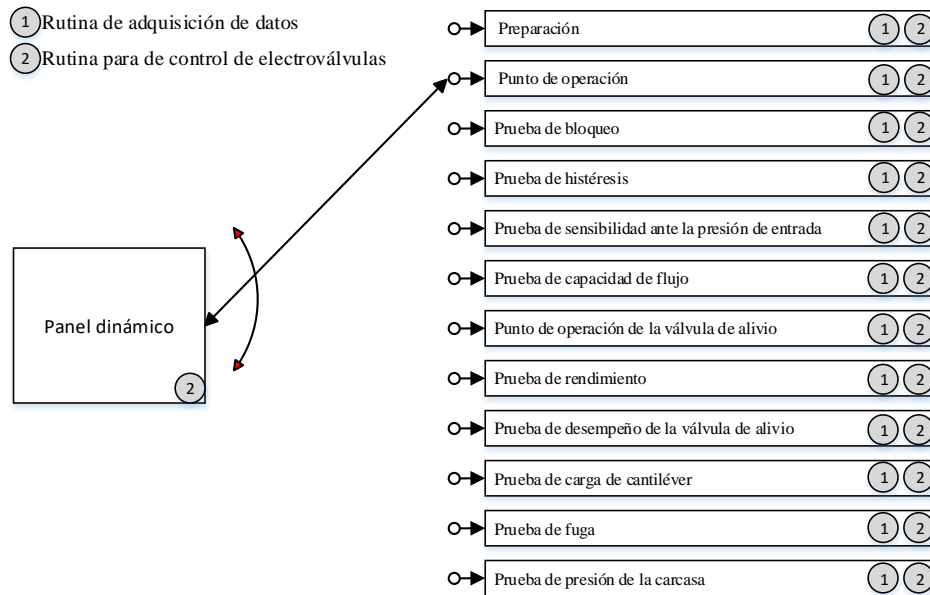 1 Rutina de adquisición de datos
2 Rutina para de control de electroválvulas
Panel dinámico
2
Preparación 1 2
Punto de operación 1 2
Prueba de bloqueo 1 2
Prueba de histéresis 1 2
Prueba de sensibilidad ante la presión de entrada 1 2
Prueba de capacidad de flujo 1 2
Punto de operación de la válvula de alivio 1 2
Prueba de rendimiento 1 2
Prueba de desempeño de la válvula de alivio 1 2
Prueba de carga de cantiléver 1 2
Prueba de fuga 1 2
Prueba de presión de la carcasa 1 2